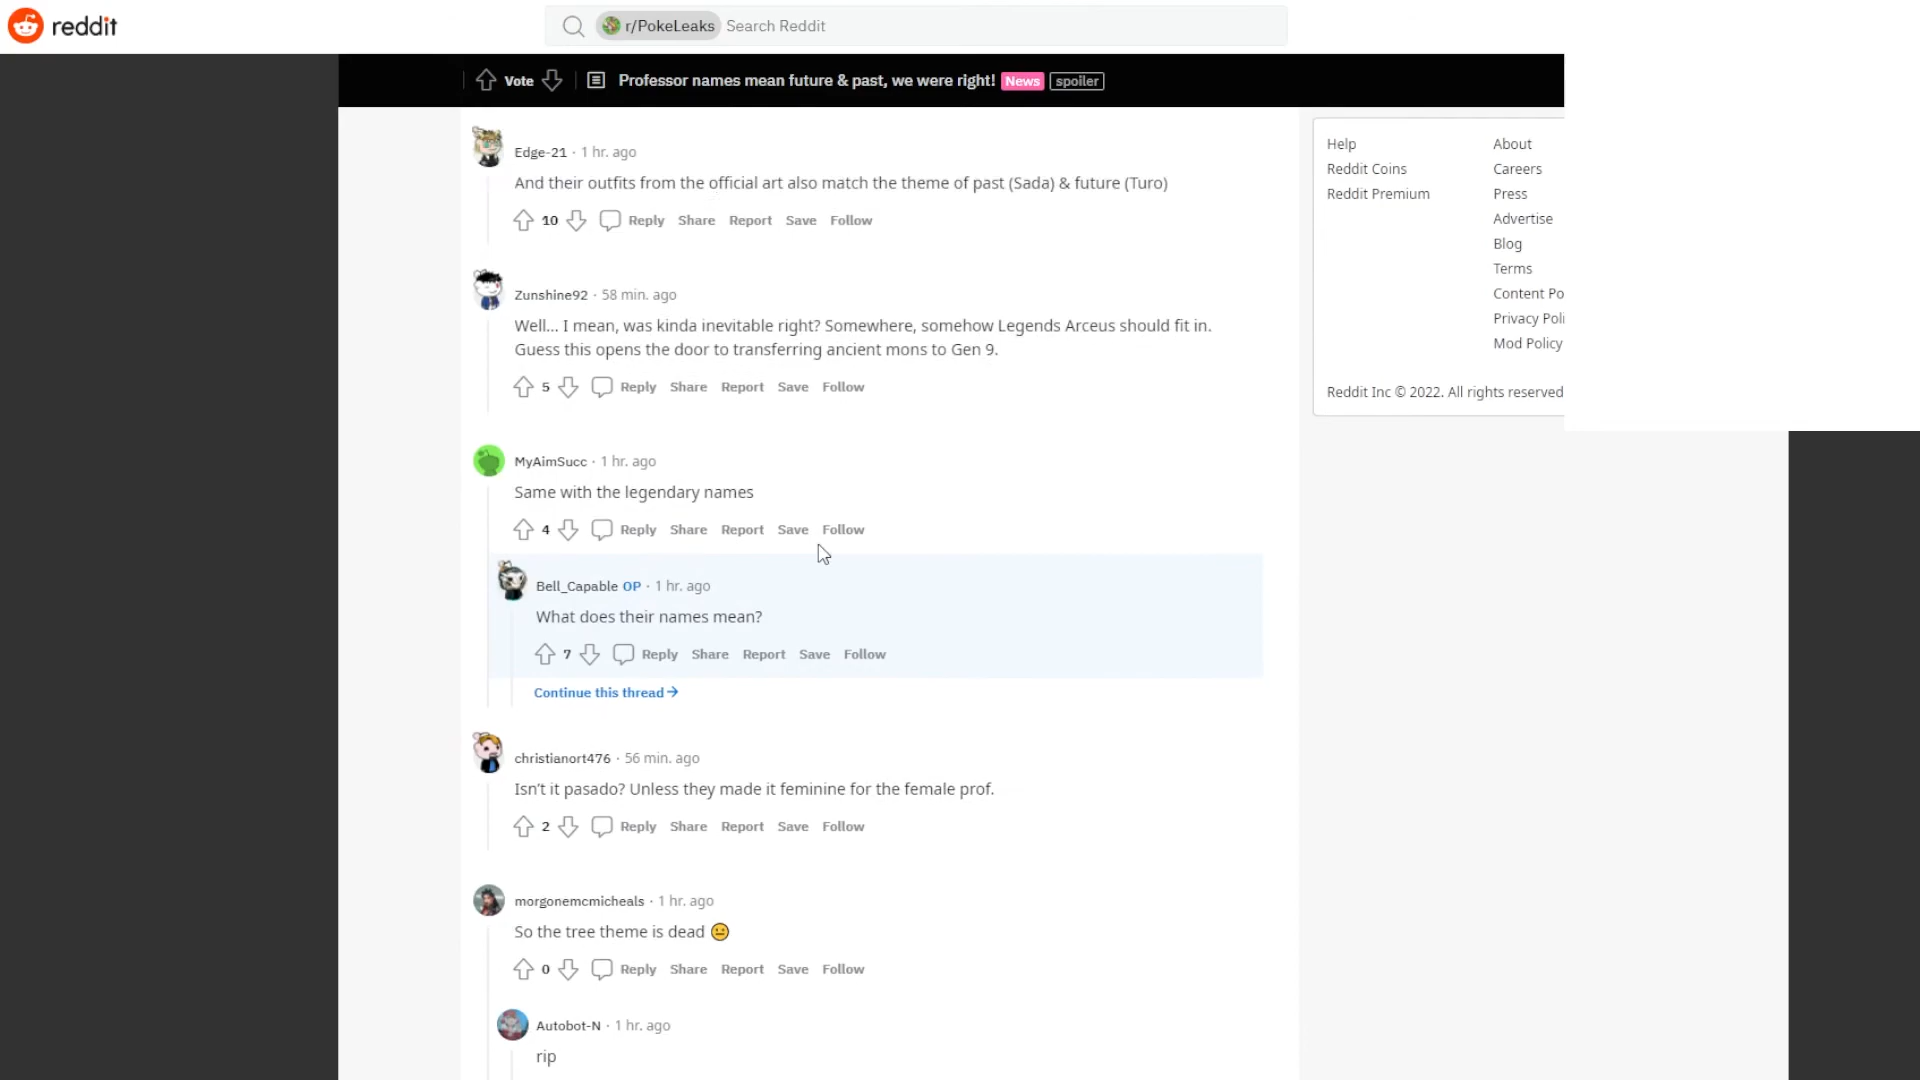 reddit
r/PokeLeaks Search Reddit
Vote Professor names mean future & past, we were right! News spoiler
Edge-21 · 1 hr. ago
And their outfits from the official art also match the theme of past (Sada) & future (Turo)
10 Reply Share Report Save Follow
Zunshine92 · 58 min. ago
Well... I mean, was kinda inevitable right? Somewhere, somehow Legends Arceus should fit in.
Guess this opens the door to transferring ancient mons to Gen 9.
5 Reply Share Report Save Follow
MyAimSucc · 1 hr. ago
Same with the legendary names
4 Reply Share Report Save Follow
Bell_Capable OP · 1 hr. ago
What does their names mean?
7 Reply Share Report Save Follow
Continue this thread →
christianort476 · 56 min. ago
Isn't it pasado? Unless they made it feminine for the female prof.
2 Reply Share Report Save Follow
morgonemcmicheals · 1 hr. ago
So the tree theme is dead 😐
0 Reply Share Report Save Follow
Autobot-N · 1 hr. ago
rip
Help
Reddit Coins
Reddit Premium
About
Careers
Press
Advertise
Blog
Terms
Content Po
Privacy Poli
Mod Policy
Reddit Inc © 2022. All rights reserved